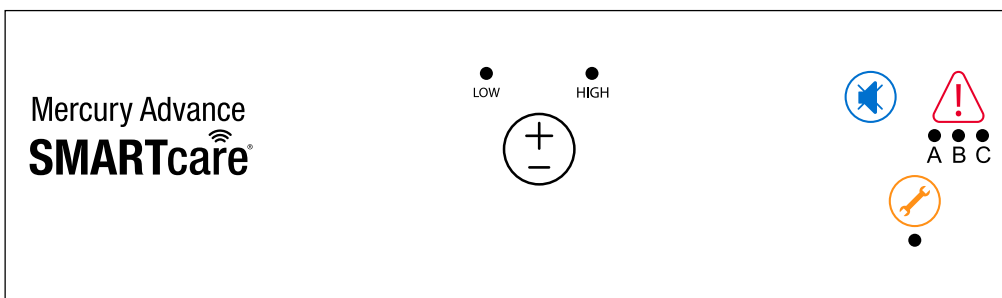 Mercury Advance
SMARTcare®
LOW HIGH
+
−
!
A B C